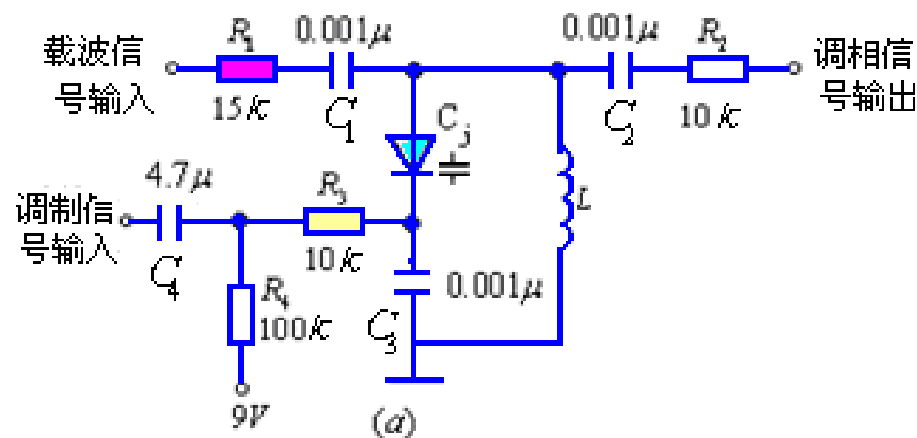 载波信
号输入
R₁
15k
0.001μ
C₁
C_j
0.001μ
C₂
R₂
10k
调相信
号输出
L
调制信
号输入
4.7μ
C₄
R₃
10k
R₄
100k
9V
C₃
0.001μ
(a)